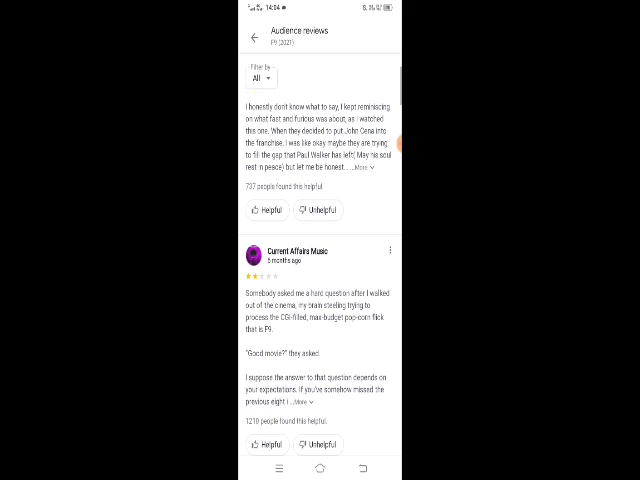 14:04
Audience reviews
F9 (2021)
Filter by
All
I honestly don't know what to say, I kept reminiscing
on what fast and furious was about, as I watched
this one. When they decided to put John Cena into
the franchise. I was like okay maybe they are trying
to fill the gap that Paul Walker has left( May his soul
rest in peace) but let me be honest.... ...More
737 people found this helpful
Helpful
Unhelpful
Current Affairs Music
5 months ago
Somebody asked me a hard question after I walked
out of the cinema, my brain steeling trying to
process the CGI-filled, max-budget pop-corn flick
that is F9.
"Good movie?" they asked.
I suppose the answer to that question depends on
your expectations. If you've somehow missed the
previous eight i ...More
1210 people found this helpful.
Helpful
Unhelpful